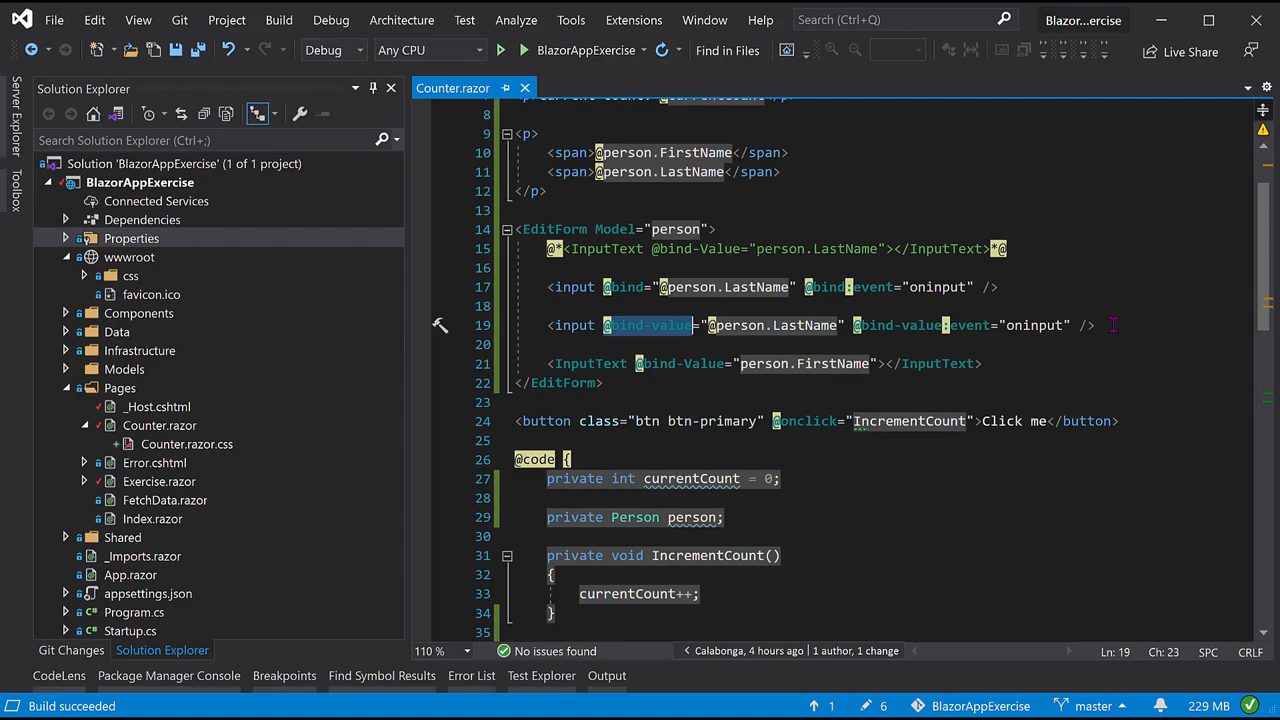 File Edit View Git Project Build Debug Architecture Test Analyze Tools Extensions Window Help Search (Ctrl+Q) Blazor...ercise
Debug Any CPU BlazorAppExercise Find in Files Live Share
Server Explorer
Toolbox
Solution Explorer
Search Solution Explorer (Ctrl+;)
Solution 'BlazorAppExercise' (1 of 1 project)
BlazorAppExercise
Connected Services
Dependencies
Properties
wwwroot
css
favicon.ico
Components
Data
Infrastructure
Models
Pages
_Host.cshtml
Counter.razor
Counter.razor.css
Error.cshtml
Exercise.razor
FetchData.razor
Index.razor
Shared
_Imports.razor
App.razor
appsettings.json
Program.cs
Startup.cs
Git Changes Solution Explorer
Counter.razor
8
9 <p>
10 <span>@person.FirstName</span>
11 <span>@person.LastName</span>
12 </p>
13
14 <EditForm Model="person">
15 @*<InputText @bind-Value="person.LastName"></InputText>*@
16
17 <input @bind="@person.LastName" @bind:event="oninput" />
18
19 <input @bind-value="@person.LastName" @bind-value:event="oninput" />
20
21 <InputText @bind-Value="person.FirstName"></InputText>
22 </EditForm>
23
24 <button class="btn btn-primary" @onclick="IncrementCount">Click me</button>
25
26 @code {
27 private int currentCount = 0;
28
29 private Person person;
30
31 private void IncrementCount()
32 {
33 currentCount++;
34 }
35
110 % No issues found Calabonga, 4 hours ago | 1 author, 1 change Ln: 19 Ch: 23 SPC CRLF
CodeLens Package Manager Console Breakpoints Find Symbol Results Error List Test Explorer Output
Build succeeded 1 6 BlazorAppExercise master 229 MB